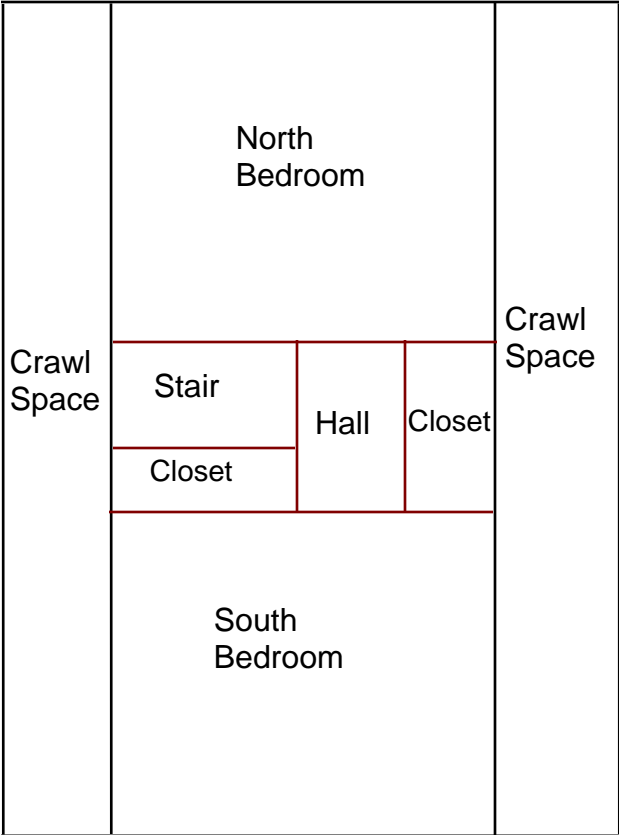 North
Bedroom
Crawl
Space
Crawl
Space
Stair
Hall
Closet
Closet
South
Bedroom